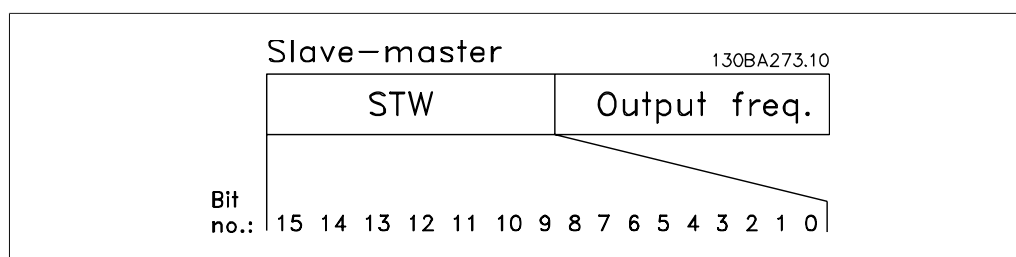 Slave-master
130BA273.10
STW
Output freq.
Bit
no.: 15 14 13 12 11 10 9 8 7 6 5 4 3 2 1 0